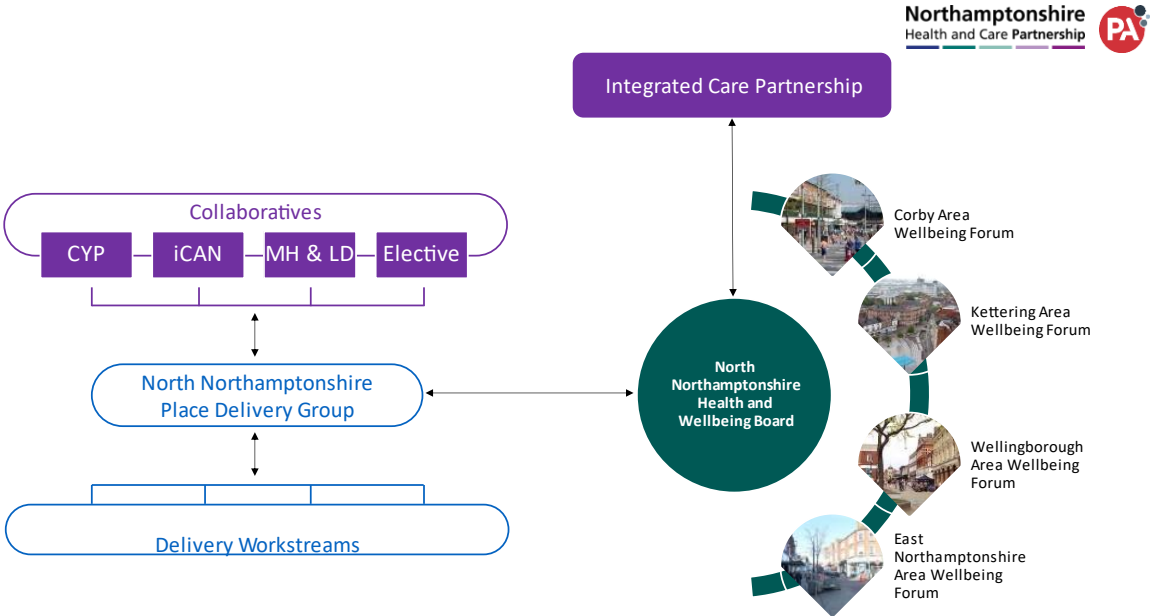 Northamptonshire
Health and Care Partnership
PA
Integrated Care Partnership
Collaboratives
CYP
iCAN
MH & LD
Elective
North Northamptonshire
Place Delivery Group
Delivery Workstreams
North
Northamptonshire
Health and
Wellbeing Board
Corby Area
Wellbeing Forum
Kettering Area
Wellbeing Forum
Wellingborough
Area Wellbeing
Forum
East
Northamptonshire
Area Wellbeing
Forum